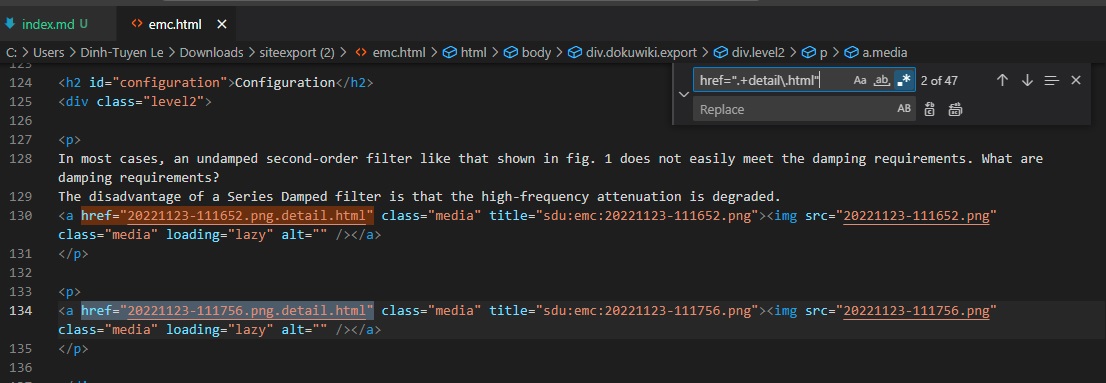 index.md U
emc.html
C: > Users > Dinh-Tuyen Le > Downloads > siteexport (2) > emc.html > html > body > div.dokuwiki.export > div.level2 > p > a.media
123
href=".+detail\.html" Aa ab .* 2 of 47
Replace AB
124 <h2 id="configuration">Configuration</h2>
125 <div class="level2">
126
127 <p>
128 In most cases, an undamped second-order filter like that shown in fig. 1 does not easily meet the damping requirements. What are
damping requirements?
129 The disadvantage of a Series Damped filter is that the high-frequency attenuation is degraded.
130 <a href="20221123-111652.png.detail.html" class="media" title="sdu:emc:20221123-111652.png"><img src="20221123-111652.png"
class="media" loading="lazy" alt="" /></a>
131 </p>
132
133 <p>
134 <a href="20221123-111756.png.detail.html" class="media" title="sdu:emc:20221123-111756.png"><img src="20221123-111756.png"
class="media" loading="lazy" alt="" /></a>
135 </p>
136